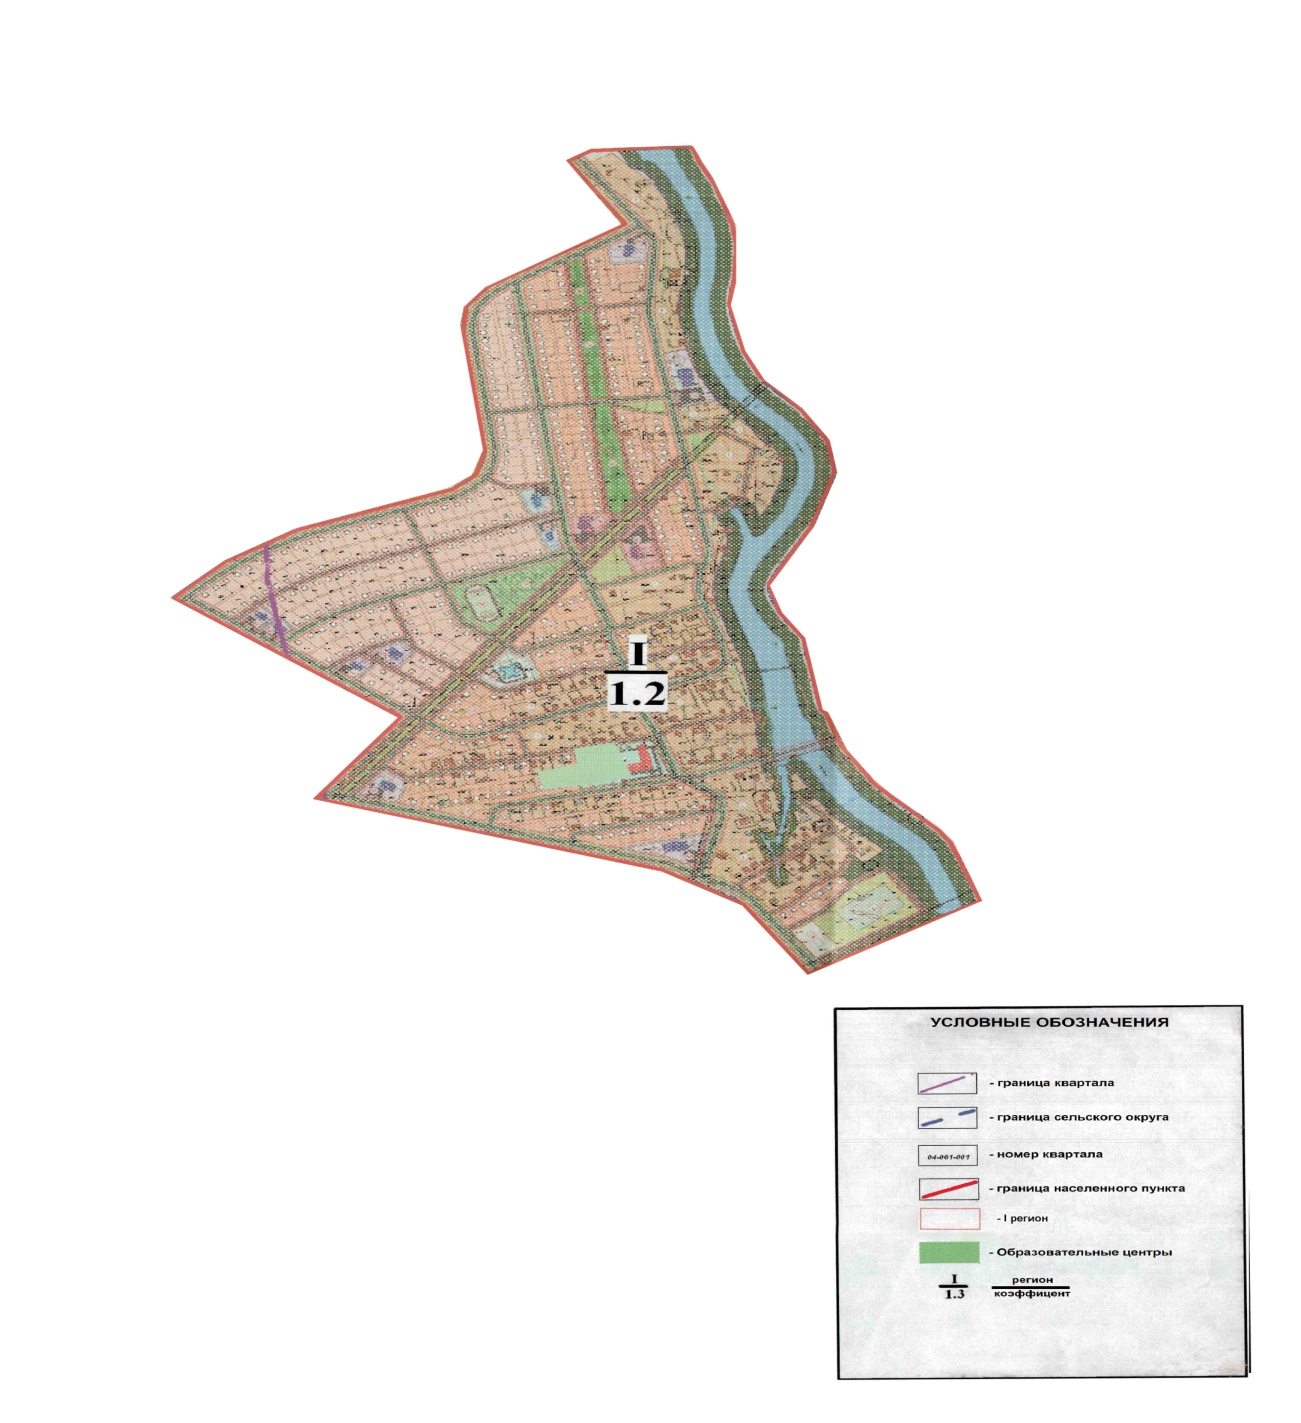 I
1.2
УСЛОВНЫЕ ОБОЗНАЧЕНИЯ
- граница квартала
- граница сельского округа
04-061-001 - номер квартала
- граница населенного пункта
- I регион
- Образовательные центры
I регион
1.3 коэффицент